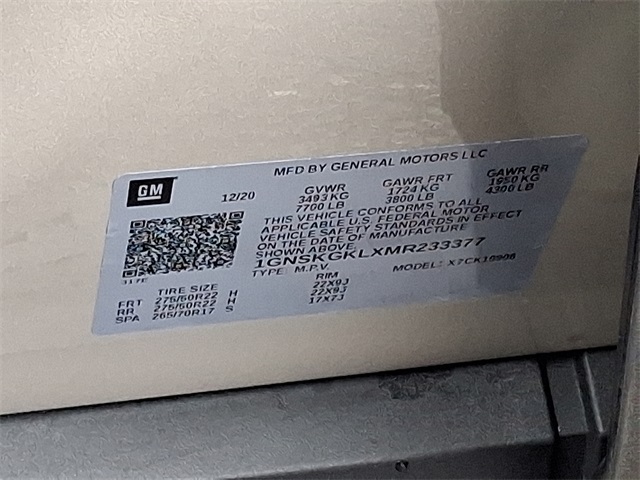 GM
MFD BY GENERAL MOTORS LLC
12/20 GVWR GAWR FRT GAWR RR
3493 KG 1724 KG 1950 KG
7700 LB 3800 LB 4300 LB
THIS VEHICLE CONFORMS TO ALL
APPLICABLE U.S. FEDERAL MOTOR
VEHICLE SAFETY STANDARDS IN EFFECT
ON THE DATE OF MANUFACTURE
SHOWN ABOVE.
1GNSKGKLXMR233377
TYPE: M.P.V. MODEL:
317E
TIRE SIZE RIM
FRT 275/50R22 H 22X9J
RR 275/50R22 H 22X9J
SPA 265/70R17 S 17X7J